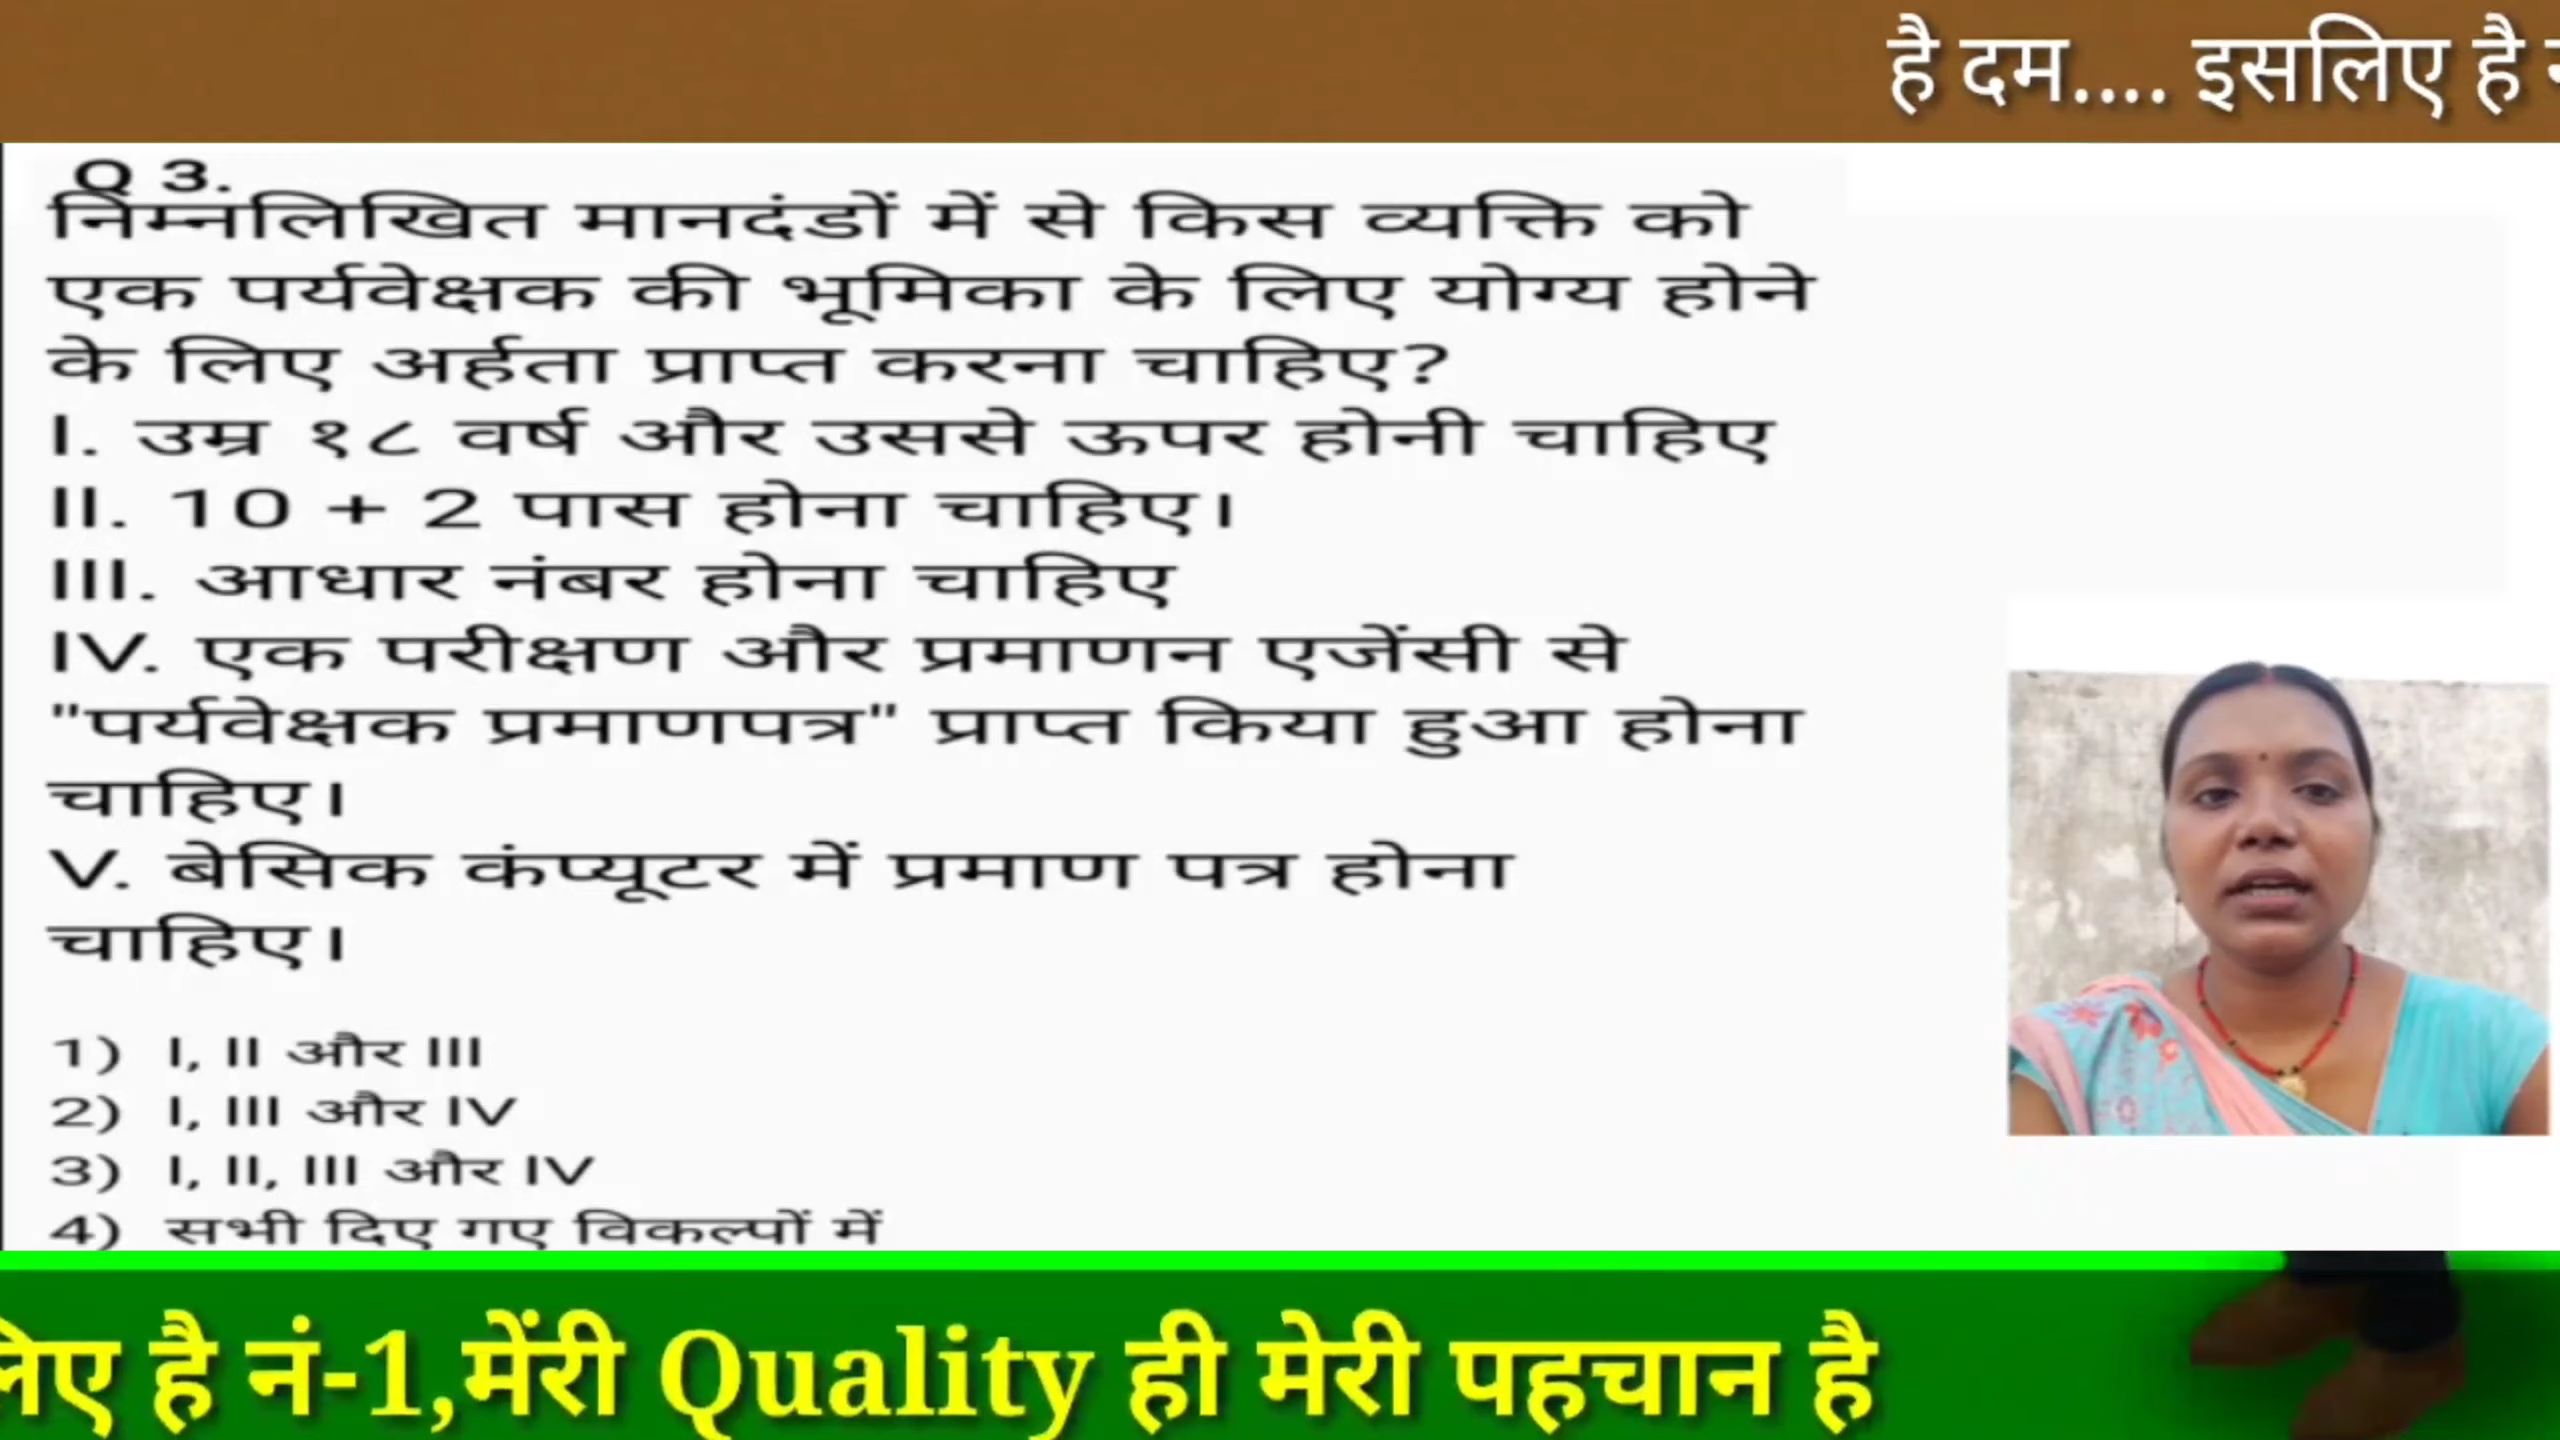 है दम.... इसलिए है
Q 3.
निम्नलिखित मानदंडों में से किस व्यक्ति को
एक पर्यवेक्षक की भूमिका के लिए योग्य होने
के लिए अर्हता प्राप्त करना चाहिए?
I. उम्र १८ वर्ष और उससे ऊपर होनी चाहिए
II. 10 + 2 पास होना चाहिए।
III. आधार नंबर होना चाहिए
IV. एक परीक्षण और प्रमाणन एजेंसी से
"पर्यवेक्षक प्रमाणपत्र" प्राप्त किया हुआ होना
चाहिए।
V. बेसिक कंप्यूटर में प्रमाण पत्र होना
चाहिए।
1) I, II और III
2) I, III और IV
3) I, II, III और IV
4) सभी दिए गए विकल्पों में
है नं-1,मेंरी Quality ही मेरी पहचान है